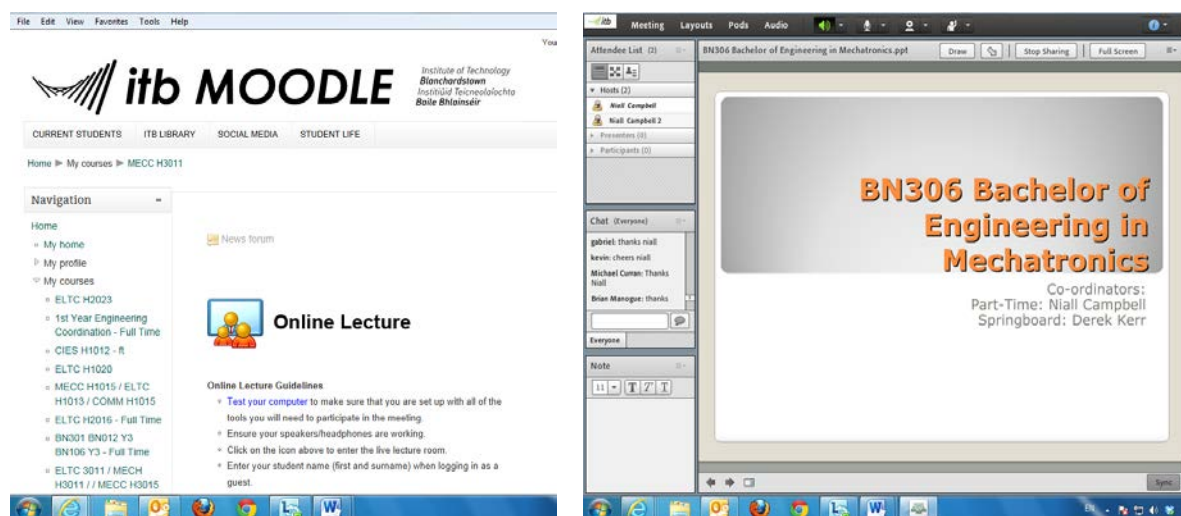 File Edit View Favorites Tools Help
You
itb MOODLE
Institute of Technology
Blanchardstown
Institiúid Teicneolaíochta
Baile Bhlainséir
CURRENT STUDENTS ITB LIBRARY SOCIAL MEDIA STUDENT LIFE
Home My courses MECC H3011
Navigation
Home
My home
My profile
My courses
ELTC H2023
1st Year Engineering
Coordination - Full Time
CIES H1012 - ft
ELTC H1020
MECC H1015 / ELTC
H1013 / COMM H1015
ELTC H2016 - Full Time
BN301 BN012 Y3
BN106 Y3 - Full Time
ELTC 3011 / MECH
H3011 / / MECC H3015
News forum
Online Lecture
Online Lecture Guidelines
Test your computer to make sure that you are set up with all of the
tools you will need to participate in the meeting.
Ensure your speakers/headphones are working.
Click on the icon above to enter the live lecture room.
Enter your student name (first and surname) when logging in as a
guest.
itb Meeting Layouts Pods Audio
Attendee List (2)
Hosts (2)
Niall Campbell
Niall Campbell 2
Presenters (0)
Participants (0)
Chat (Everyone)
gabriel: thanks niall
kevin: cheers niall
Michael Curran: Thanks
Niall
Brian Manogue: thanks
Everyone
Note
11 T T T
BN306 Bachelor of Engineering in Mechatronics.ppt Draw Stop Sharing Full Screen
BN306 Bachelor of
Engineering in
Mechatronics
Co-ordinators:
Part-Time: Niall Campbell
Springboard: Derek Kerr
Sync
EN